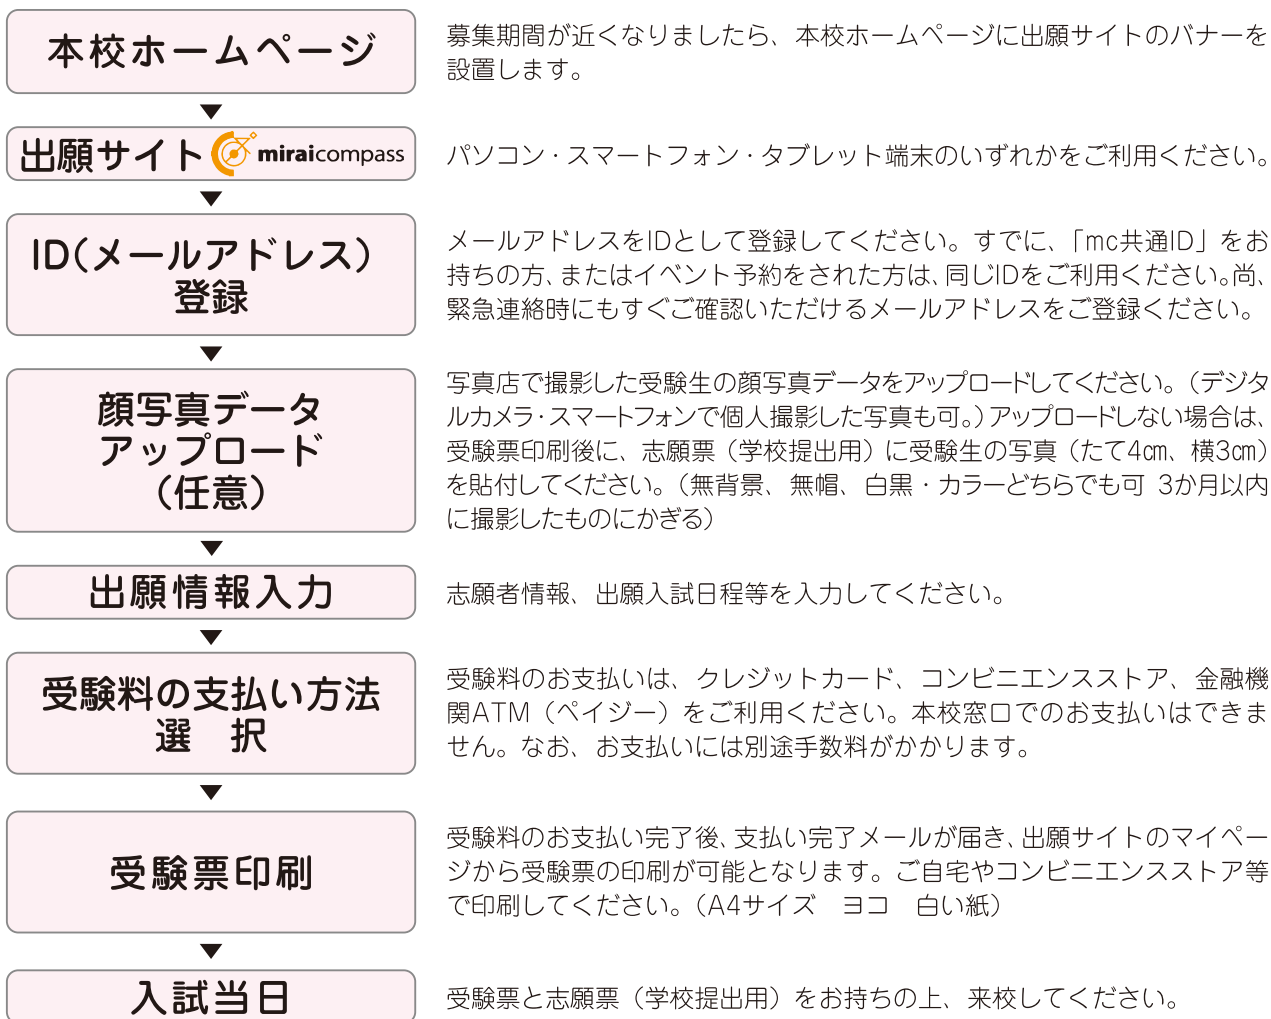 本校ホームページ
募集期間が近くなりましたら、本校ホームページに出願サイトのバナーを
設置します。
出願サイト miraicompass
パソコン・スマートフォン・タブレット端末のいずれかをご利用ください。
ID(メールアドレス)
登録
メールアドレスをIDとして登録してください。すでに、「mc共通ID」をお
持ちの方、またはイベント予約をされた方は、同じIDをご利用ください。尚、
緊急連絡時にもすぐご確認いただけるメールアドレスをご登録ください。
顔写真データ
アップロード
(任意)
写真店で撮影した受験生の顔写真データをアップロードしてください。(デジタ
ルカメラ・スマートフォンで個人撮影した写真も可。)アップロードしない場合は、
受験票印刷後に、志願票(学校提出用)に受験生の写真(たて4㎝、横3㎝)
を貼付してください。(無背景、無帽、白黒・カラーどちらでも可 3か月以内
に撮影したものにかぎる)
出願情報入力
志願者情報、出願入試日程等を入力してください。
受験料の支払い方法
選 択
受験料のお支払いは、クレジットカード、コンビニエンスストア、金融機
関ATM(ペイジー)をご利用ください。本校窓口でのお支払いはできま
せん。なお、お支払いには別途手数料がかかります。
受験票印刷
受験料のお支払い完了後、支払い完了メールが届き、出願サイトのマイペー
ジから受験票の印刷が可能となります。ご自宅やコンビニエンスストア等
で印刷してください。(A4サイズ ヨコ 白い紙)
入試当日
受験票と志願票(学校提出用)をお持ちの上、来校してください。